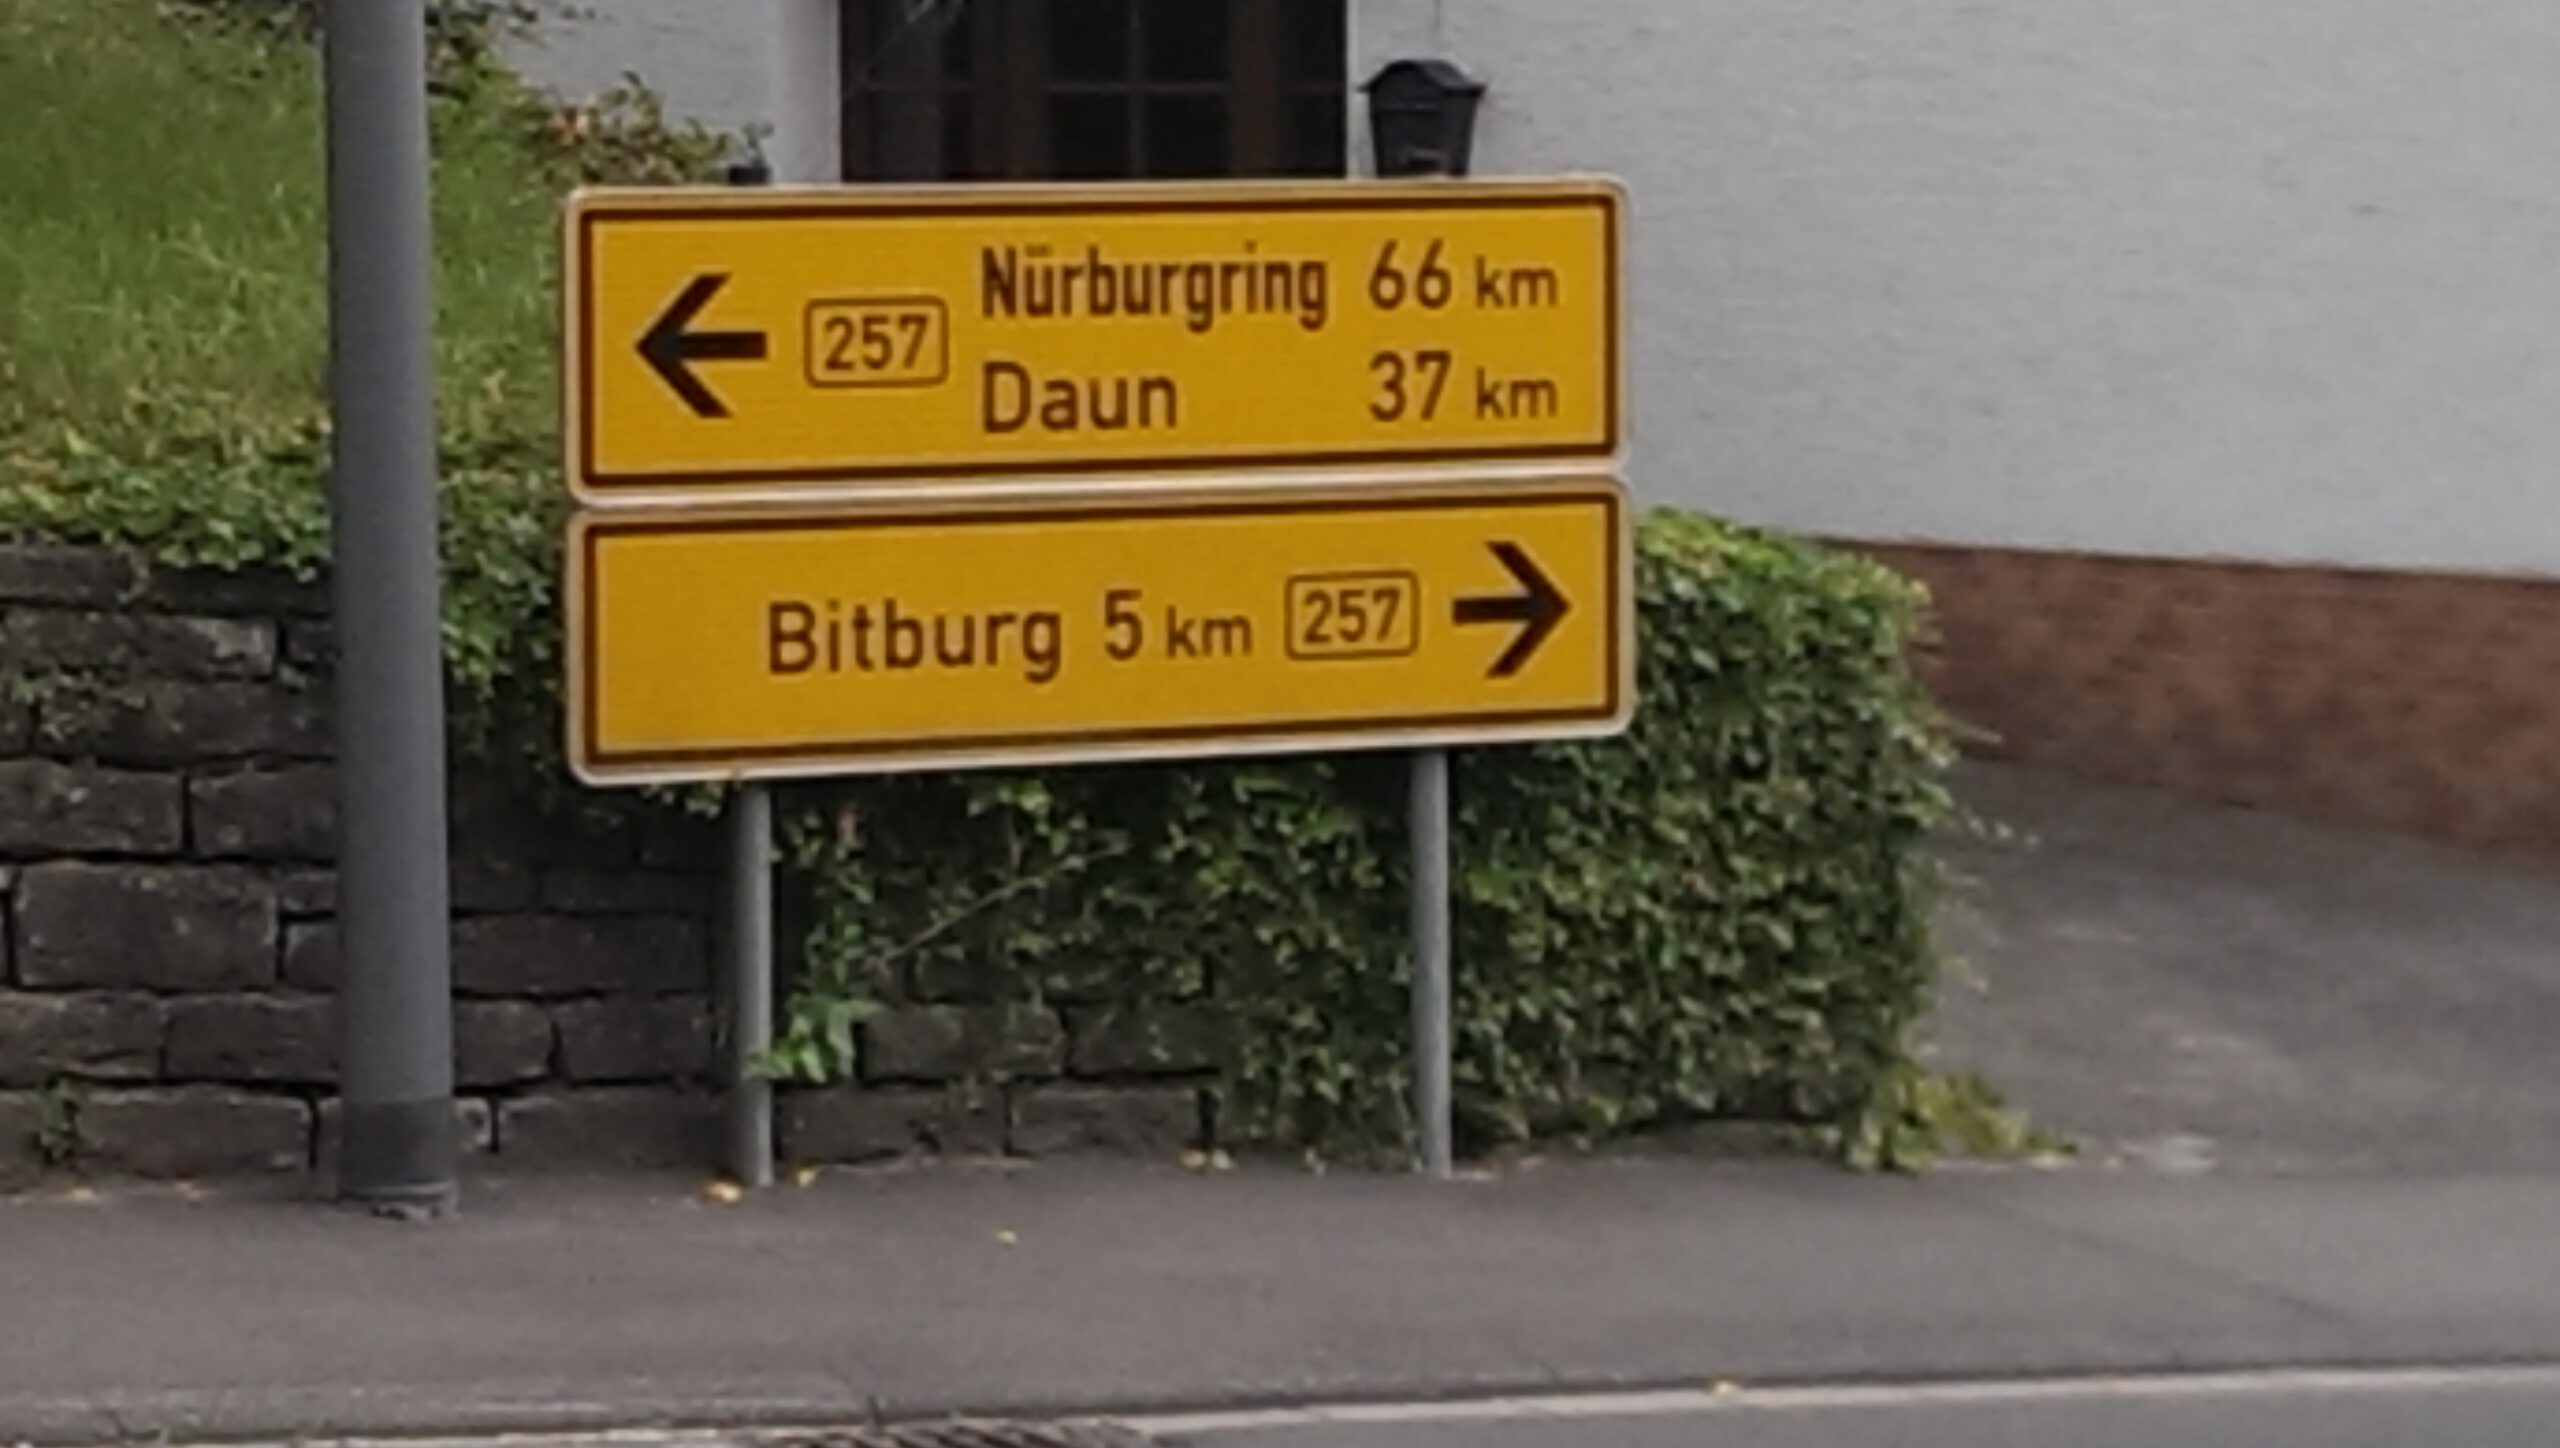 257 Nürburgring 66 km
Daun 37 km
Bitburg 5 km 257